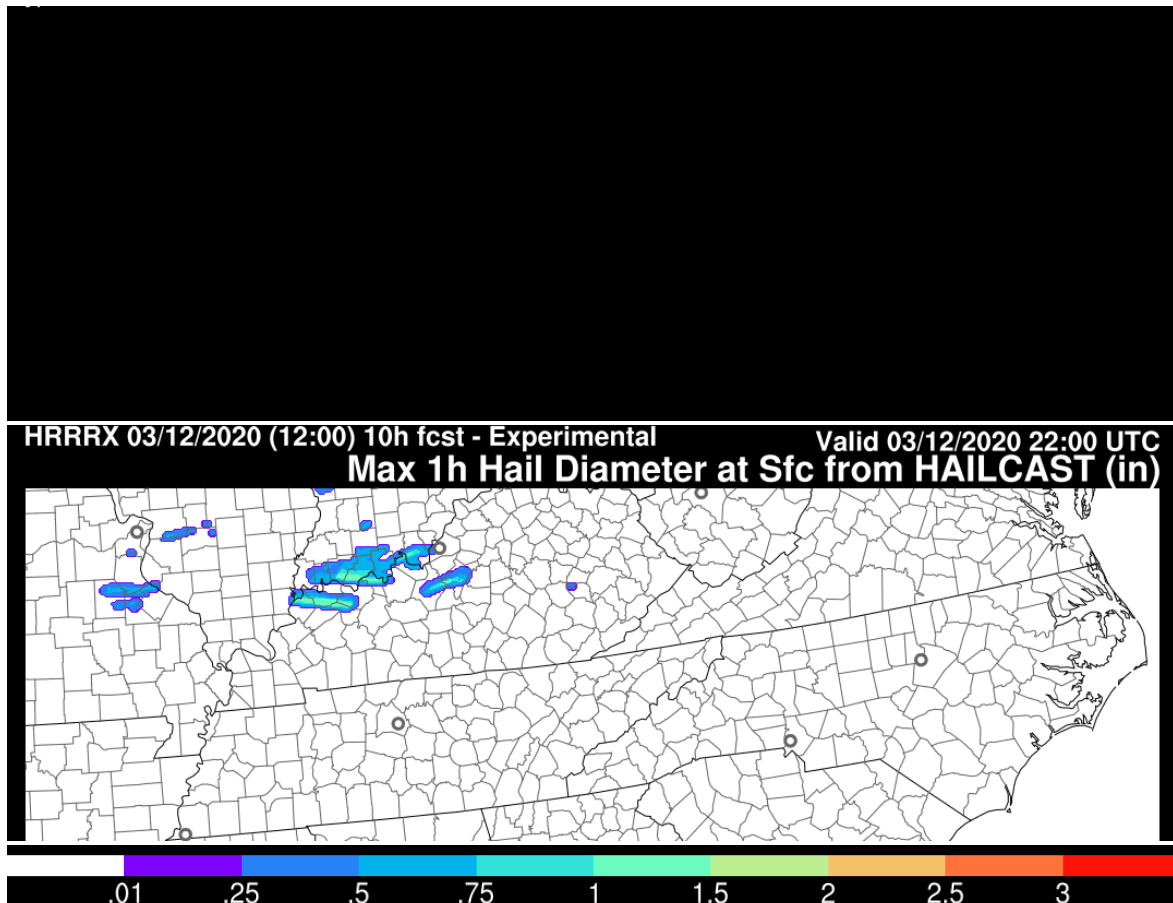 HRRRX 03/12/2020 (12:00) 10h fcst - Experimental
Valid 03/12/2020 22:00 UTC
Max 1h Hail Diameter at Sfc from HAILCAST (in)
.01 .25 .5 .75 1 1.5 2 2.5 3